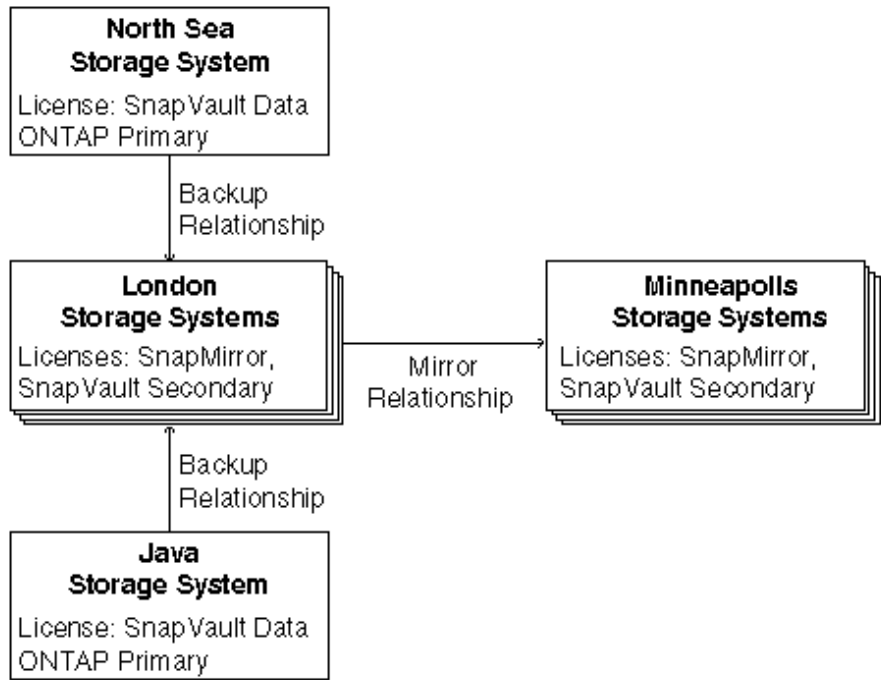 North Sea
Storage System
License: SnapVault Data
ONTAP Primary
Backup
Relationship
London
Storage Systems
Licenses: SnapMirror,
SnapVault Secondary
Mirror
Relationship
Minneapolis
Storage Systems
Licenses: SnapMirror,
SnapVault Secondary
Backup
Relationship
Java
Storage System
License: SnapVault Data
ONTAP Primary